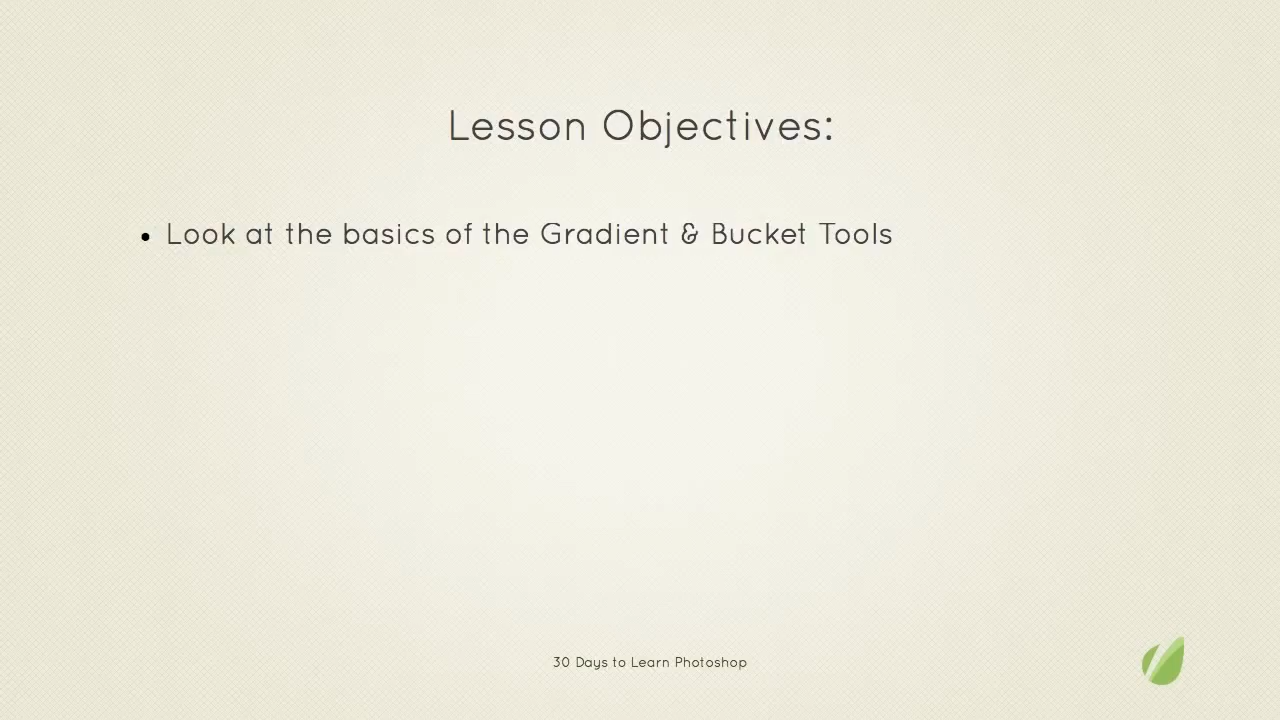 Lesson Objectives:
• Look at the basics of the Gradient & Bucket Tools
30 Days to Learn Photoshop